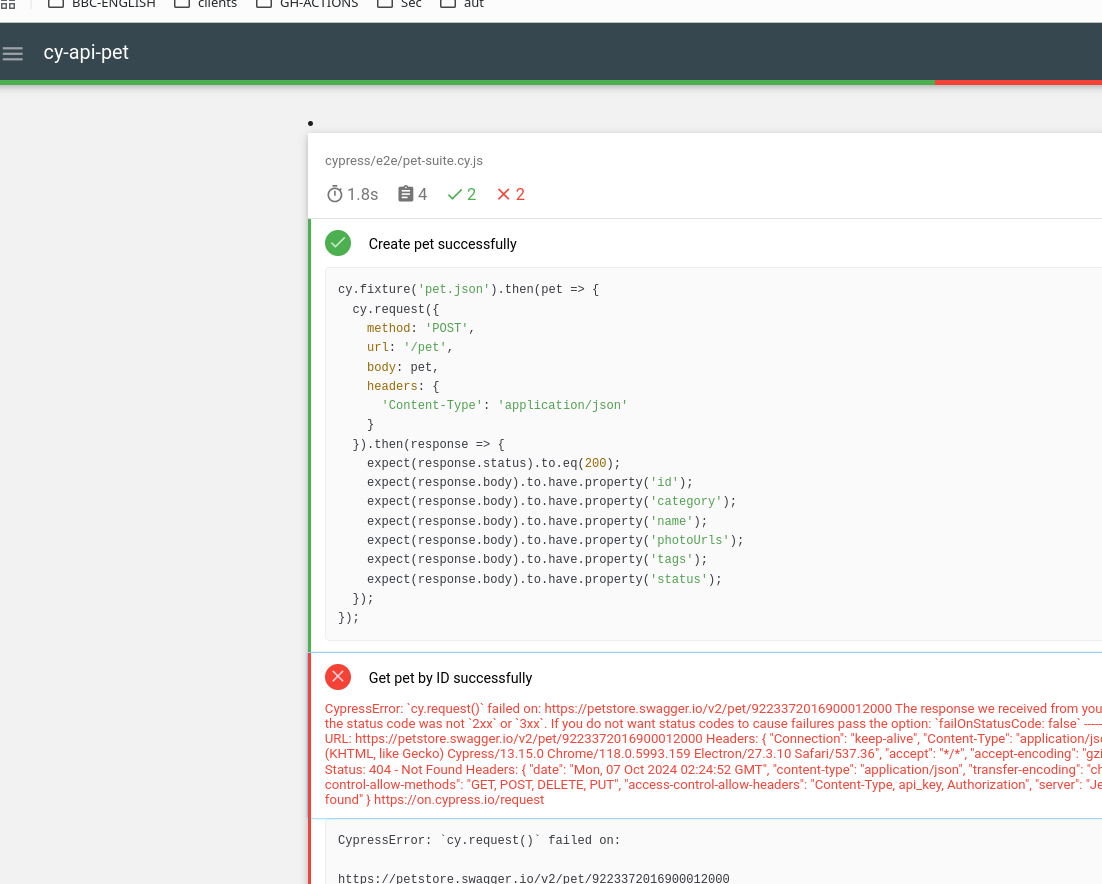 BBC-ENGLISH clients GH-ACTIONS Sec aut
cy-api-pet
cypress/e2e/pet-suite.cy.js
1.8s 4 2 2
Create pet successfully
cy.fixture('pet.json').then(pet => {
  cy.request({
    method: 'POST',
    url: '/pet',
    body: pet,
    headers: {
      'Content-Type': 'application/json'
    }
  }).then(response => {
    expect(response.status).to.eq(200);
    expect(response.body).to.have.property('id');
    expect(response.body).to.have.property('category');
    expect(response.body).to.have.property('name');
    expect(response.body).to.have.property('photoUrls');
    expect(response.body).to.have.property('tags');
    expect(response.body).to.have.property('status');
  });
});
Get pet by ID successfully
CypressError: `cy.request()` failed on: https://petstore.swagger.io/v2/pet/9223372016900012000 The response we received from you
the status code was not `2xx` or `3xx`. If you do not want status codes to cause failures pass the option: `failOnStatusCode: false` -----
URL: https://petstore.swagger.io/v2/pet/9223372016900012000 Headers: { "Connection": "keep-alive", "Content-Type": "application/jso
(KHTML, like Gecko) Cypress/13.15.0 Chrome/118.0.5993.159 Electron/27.3.10 Safari/537.36", "accept": "*/*", "accept-encoding": "gzi
Status: 404 - Not Found Headers: { "date": "Mon, 07 Oct 2024 02:24:52 GMT", "content-type": "application/json", "transfer-encoding": "ch
control-allow-methods": "GET, POST, DELETE, PUT", "access-control-allow-headers": "Content-Type, api_key, Authorization", "server": "Je
found" } https://on.cypress.io/request
CypressError: `cy.request()` failed on:
https://petstore.swagger.io/v2/pet/9223372016900012000